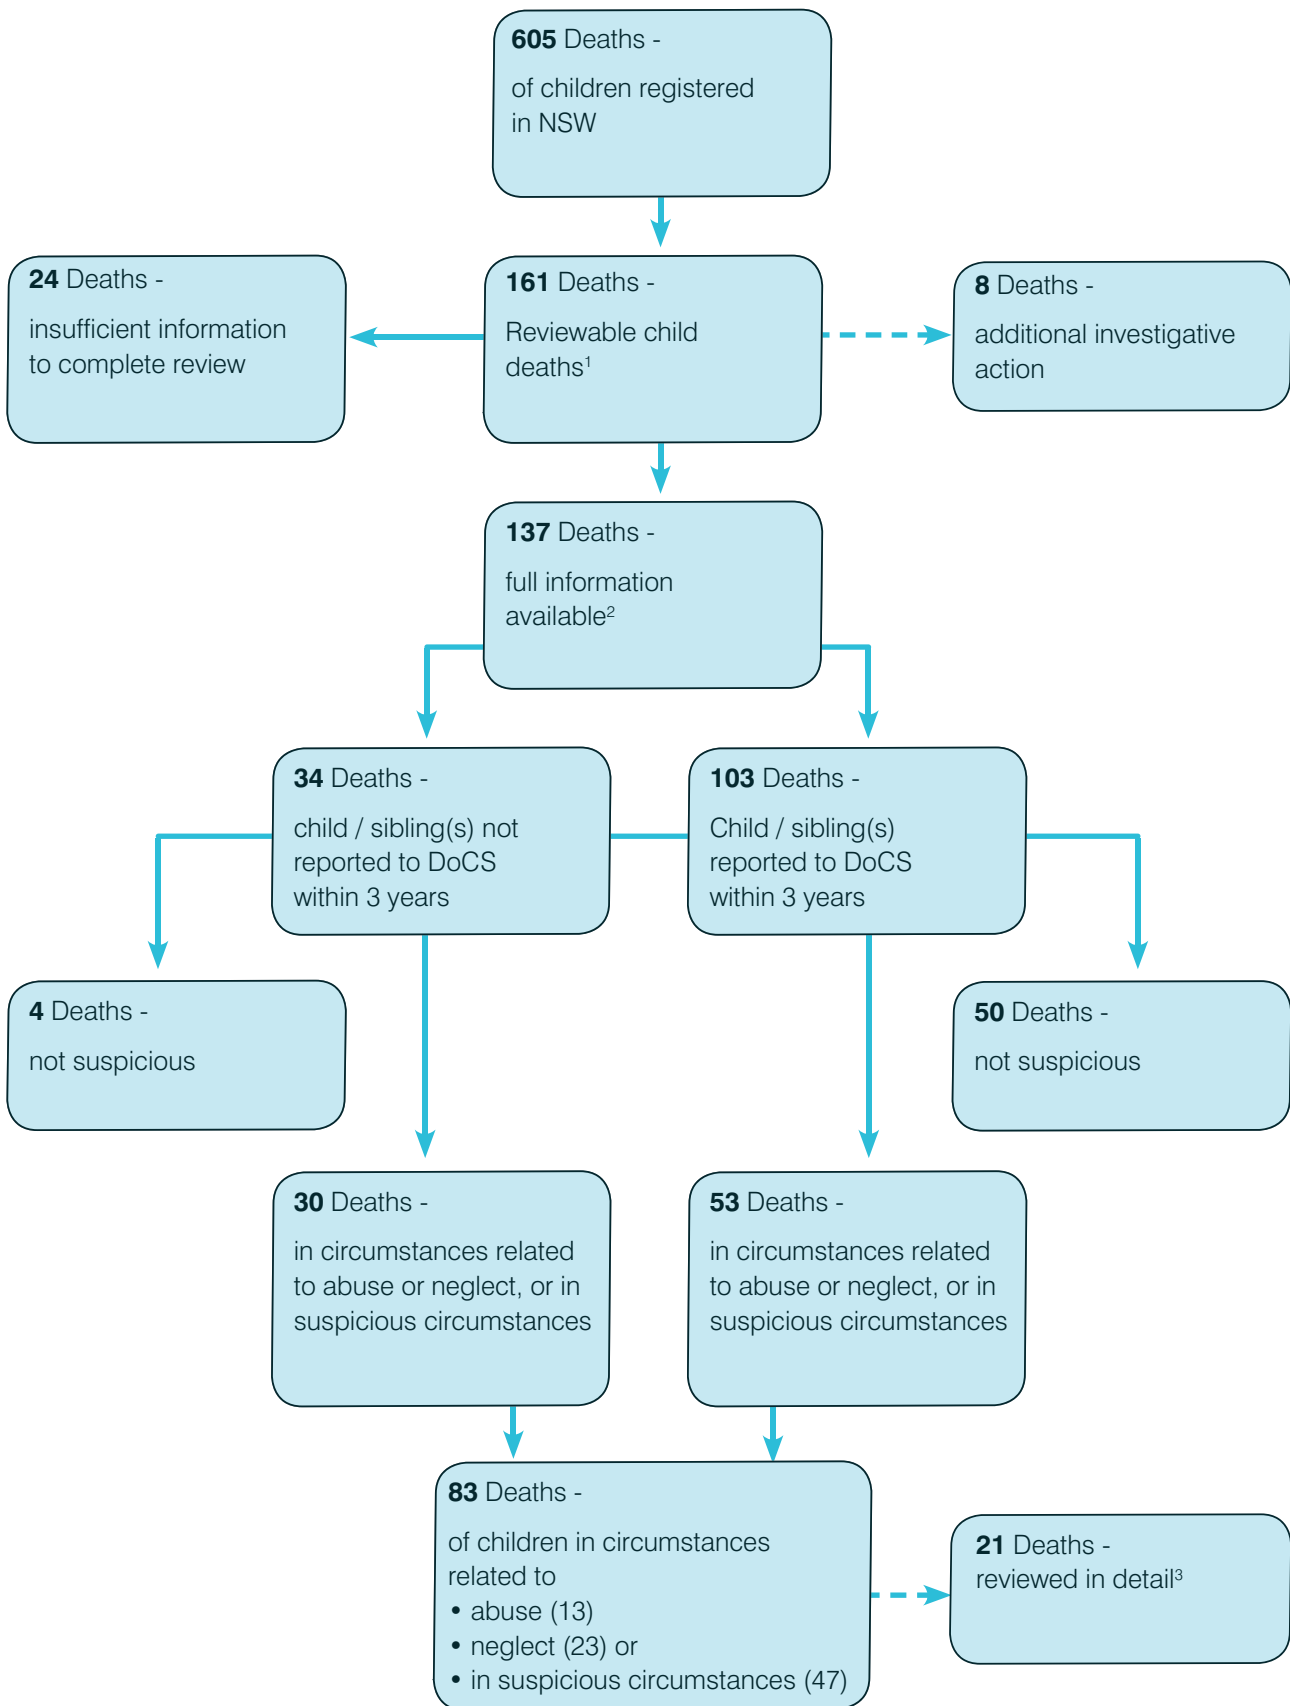 605 Deaths -
of children registered
in NSW
24 Deaths -
insufficient information
to complete review
161 Deaths -
Reviewable child
deaths¹
8 Deaths -
additional investigative
action
137 Deaths -
full information
available²
34 Deaths -
child / sibling(s) not
reported to DoCS
within 3 years
103 Deaths -
Child / sibling(s)
reported to DoCS
within 3 years
4 Deaths -
not suspicious
50 Deaths -
not suspicious
30 Deaths -
in circumstances related
to abuse or neglect, or in
suspicious circumstances
53 Deaths -
in circumstances related
to abuse or neglect, or in
suspicious circumstances
83 Deaths -
of children in circumstances
related to
• abuse (13)
• neglect (23) or
• in suspicious circumstances (47)
21 Deaths -
reviewed in detail³